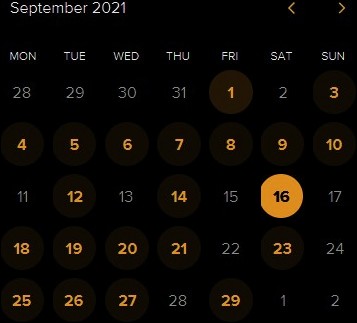 September 2021
MON TUE WED THU FRI SAT SUN
28 29 30 31 1 2 3
4 5 6 7 8 9 10
11 12 13 14 15 16 17
18 19 20 21 22 23 24
25 26 27 28 29 1 2